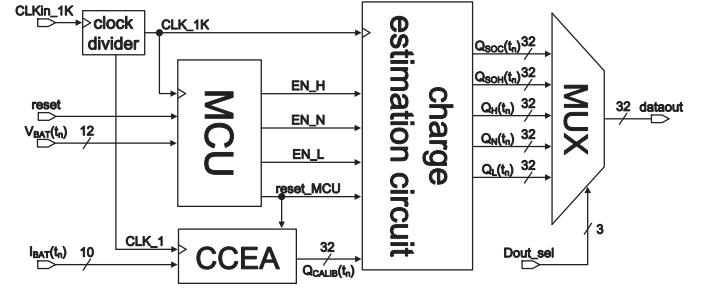 CLKin_1K
clock
divider
CLK_1K
reset
V_BAT(t_n)
12
MCU
EN_H
EN_N
EN_L
reset_MCU
CLK_1
I_BAT(t_n)
10
CCEA
32
Q_CALIB(t_n)
charge
estimation circuit
Q_SOC(t_n) 32
Q_SOH(t_n) 32
Q_H(t_n) 32
Q_N(t_n) 32
Q_L(t_n) 32
MUX
32
dataout
3
Dout_sel